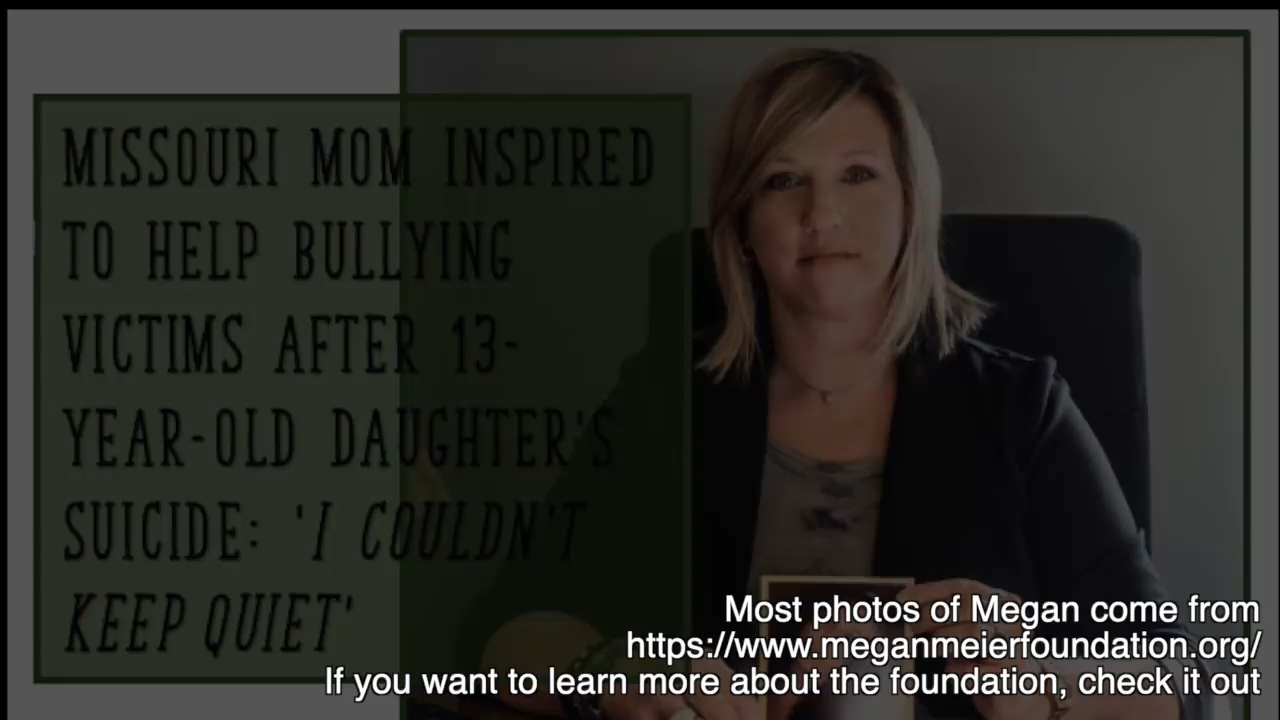 MISSOURI MOM INSPIRED
TO HELP BULLYING
VICTIMS AFTER 13-
YEAR-OLD DAUGHTER'S
SUICIDE: 'I COULDN'T
KEEP QUIET'
Most photos of Megan come from
https://www.meganmeierfoundation.org/
If you want to learn more about the foundation, check it out